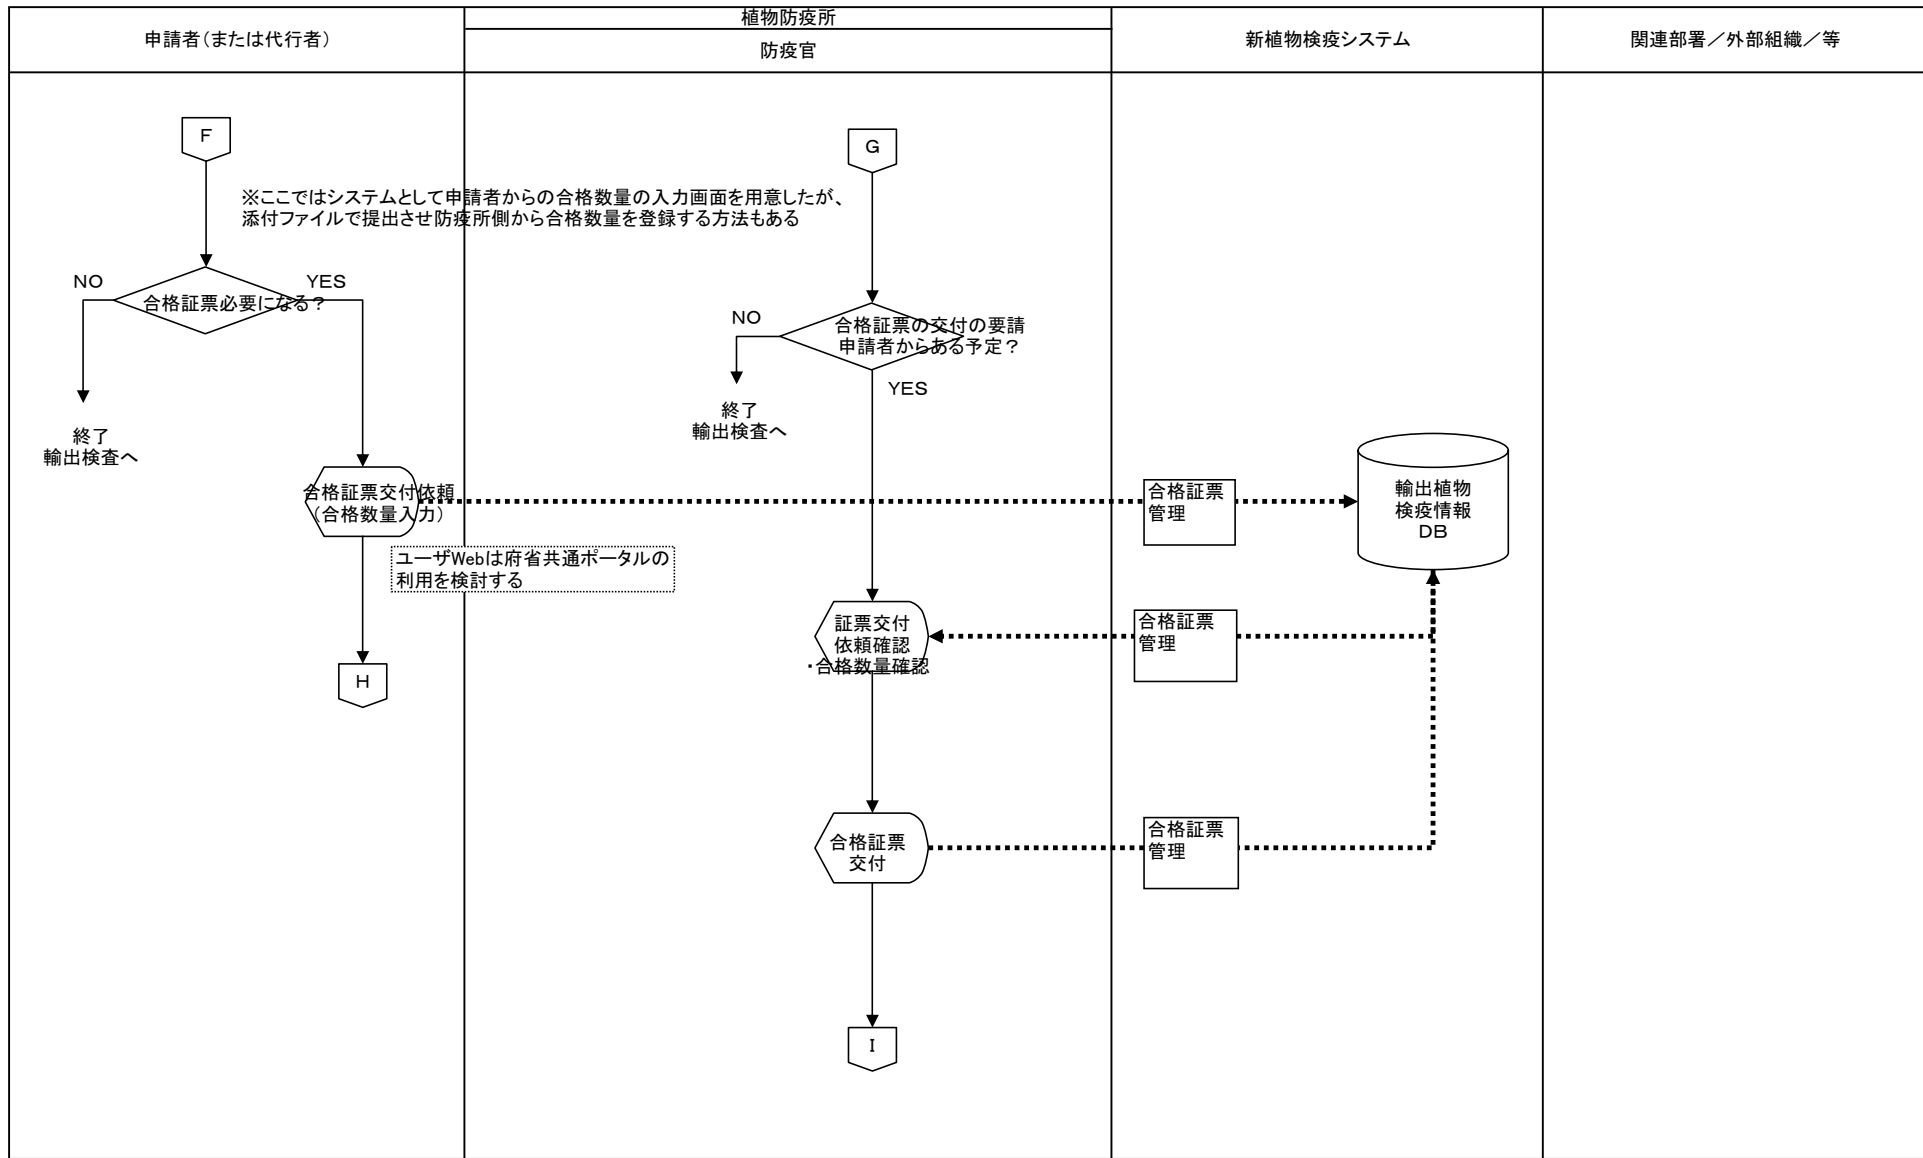 申請者（または代行者）
植物防疫所
防疫官
新植物検疫システム
関連部署／外部組織／等
F
G
※ここではシステムとして申請者からの合格数量の入力画面を用意したが、
添付ファイルで提出させ防疫所側から合格数量を登録する方法もある
NO
YES
合格証票必要になる？
終了
輸出検査へ
NO
合格証票の交付の要請
申請者からある予定？
YES
終了
輸出検査へ
合格証票交付依頼
（合格数量入力）
合格証票
管理
輸出植物
検疫情報
DB
ユーザWebは府省共通ポータルの
利用を検討する
証票交付
依頼確認
・合格数量確認
合格証票
管理
H
合格証票
交付
合格証票
管理
I